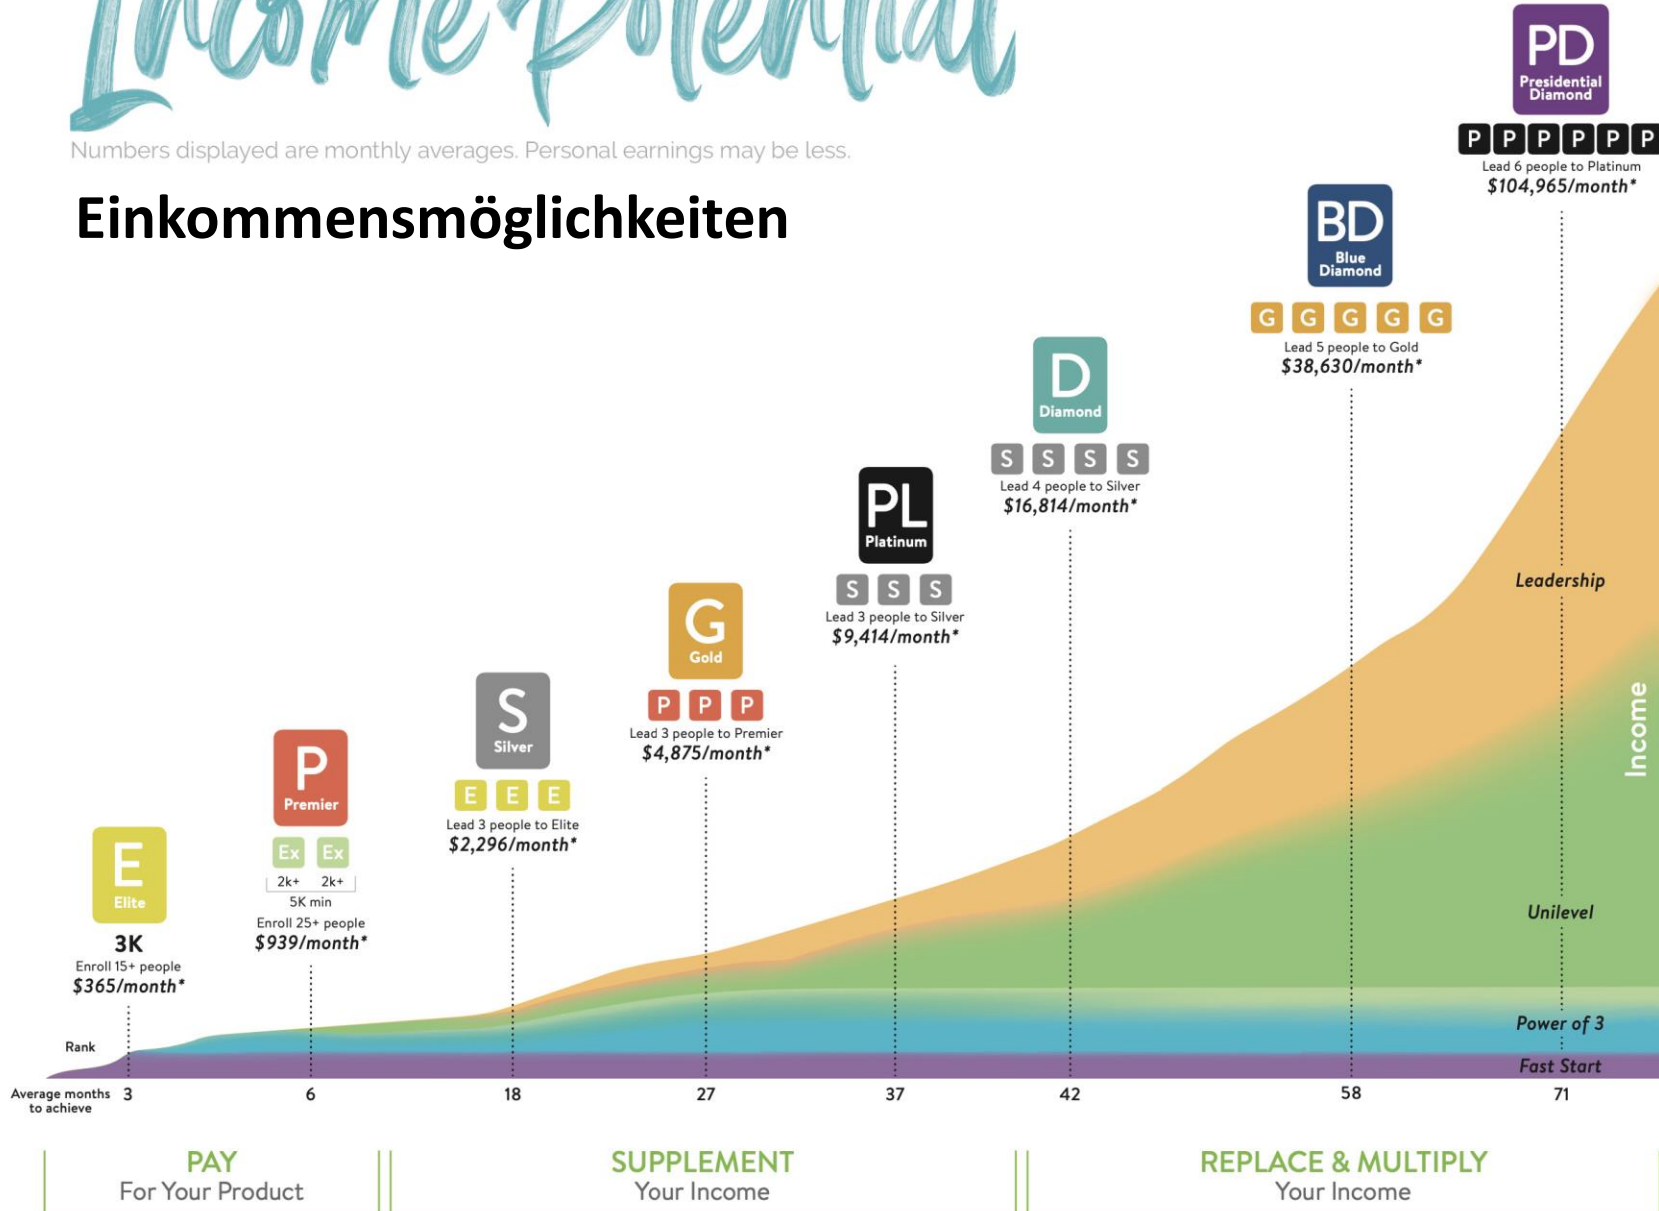 Income Potential
Numbers displayed are monthly averages. Personal earnings may be less.
Einkommensmöglichkeiten
PD
Presidential
Diamond
P P P P P P
Lead 6 people to Platinum
$104,965/month*
BD
Blue
Diamond
G G G G G
Lead 5 people to Gold
$38,630/month*
D
Diamond
S S S S
Lead 4 people to Silver
$16,814/month*
PL
Platinum
S S S
Lead 3 people to Silver
$9,414/month*
G
Gold
P P P
Lead 3 people to Premier
$4,875/month*
S
Silver
E E E
Lead 3 people to Elite
$2,296/month*
P
Premier
Ex Ex
2k+ 2k+
5K min
Enroll 25+ people
$939/month*
E
Elite
3K
Enroll 15+ people
$365/month*
Leadership
Income
Unilevel
Power of 3
Fast Start
Rank
Average months
to achieve
3 6 18 27 37 42 58 71
PAY
For Your Product
SUPPLEMENT
Your Income
REPLACE & MULTIPLY
Your Income